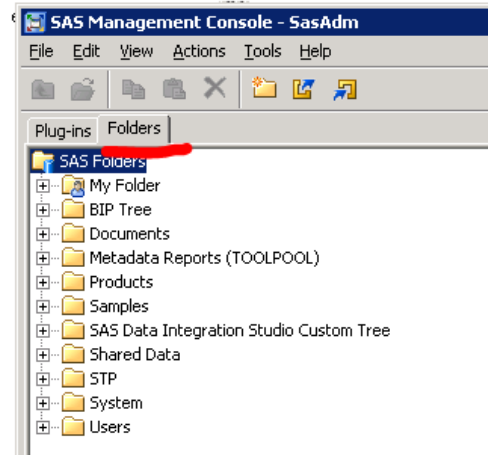 SAS Management Console - SasAdm
File Edit View Actions Tools Help
Plug-ins Folders
SAS Folders
My Folder
BIP Tree
Documents
Metadata Reports (TOOLPOOL)
Products
Samples
SAS Data Integration Studio Custom Tree
Shared Data
STP
System
Users